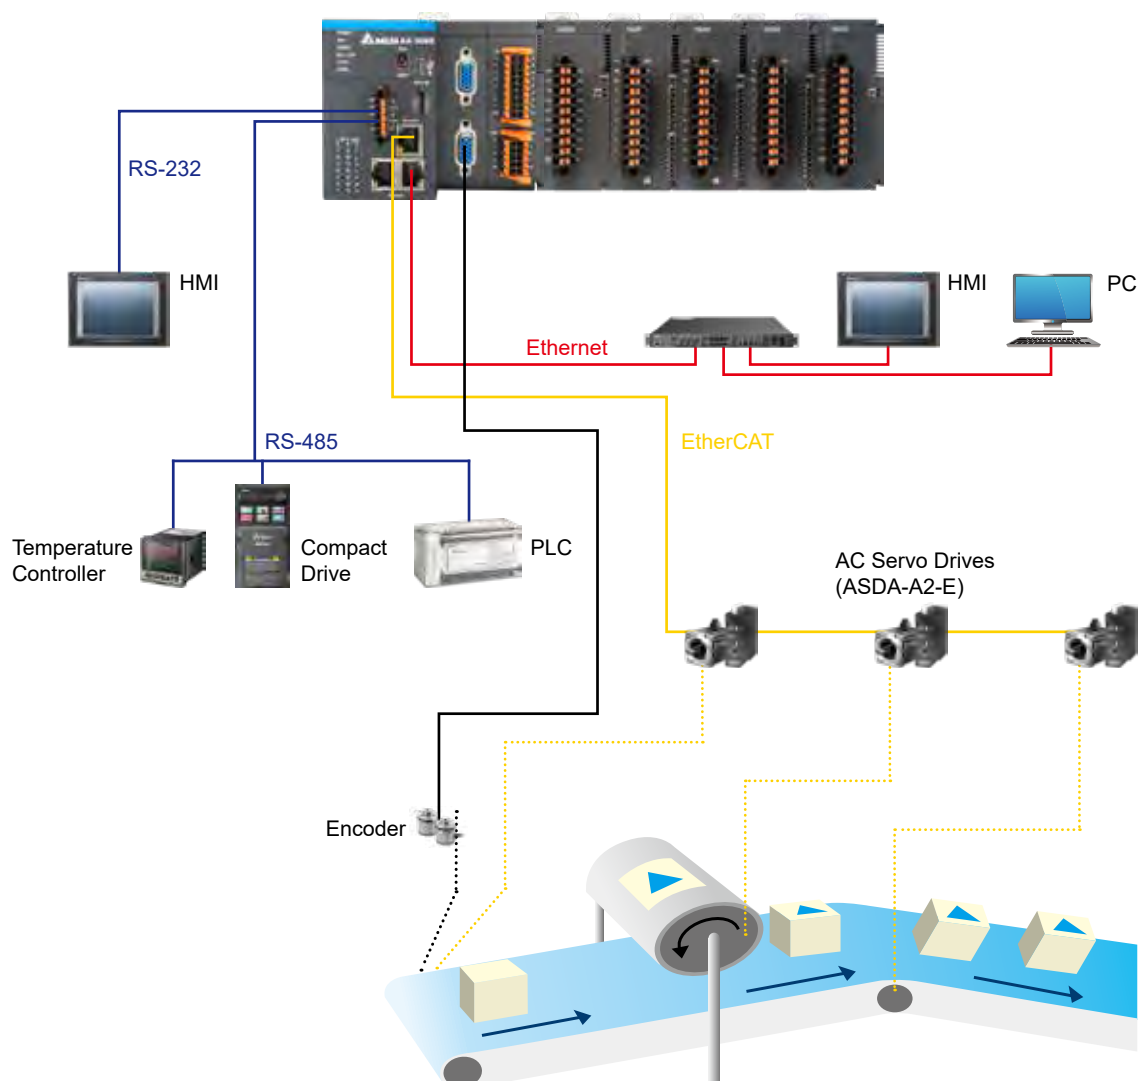 RS-232
HMI
HMI
PC
Ethernet
RS-485
EtherCAT
Temperature
Controller
Compact
Drive
PLC
AC Servo Drives
(ASDA-A2-E)
Encoder